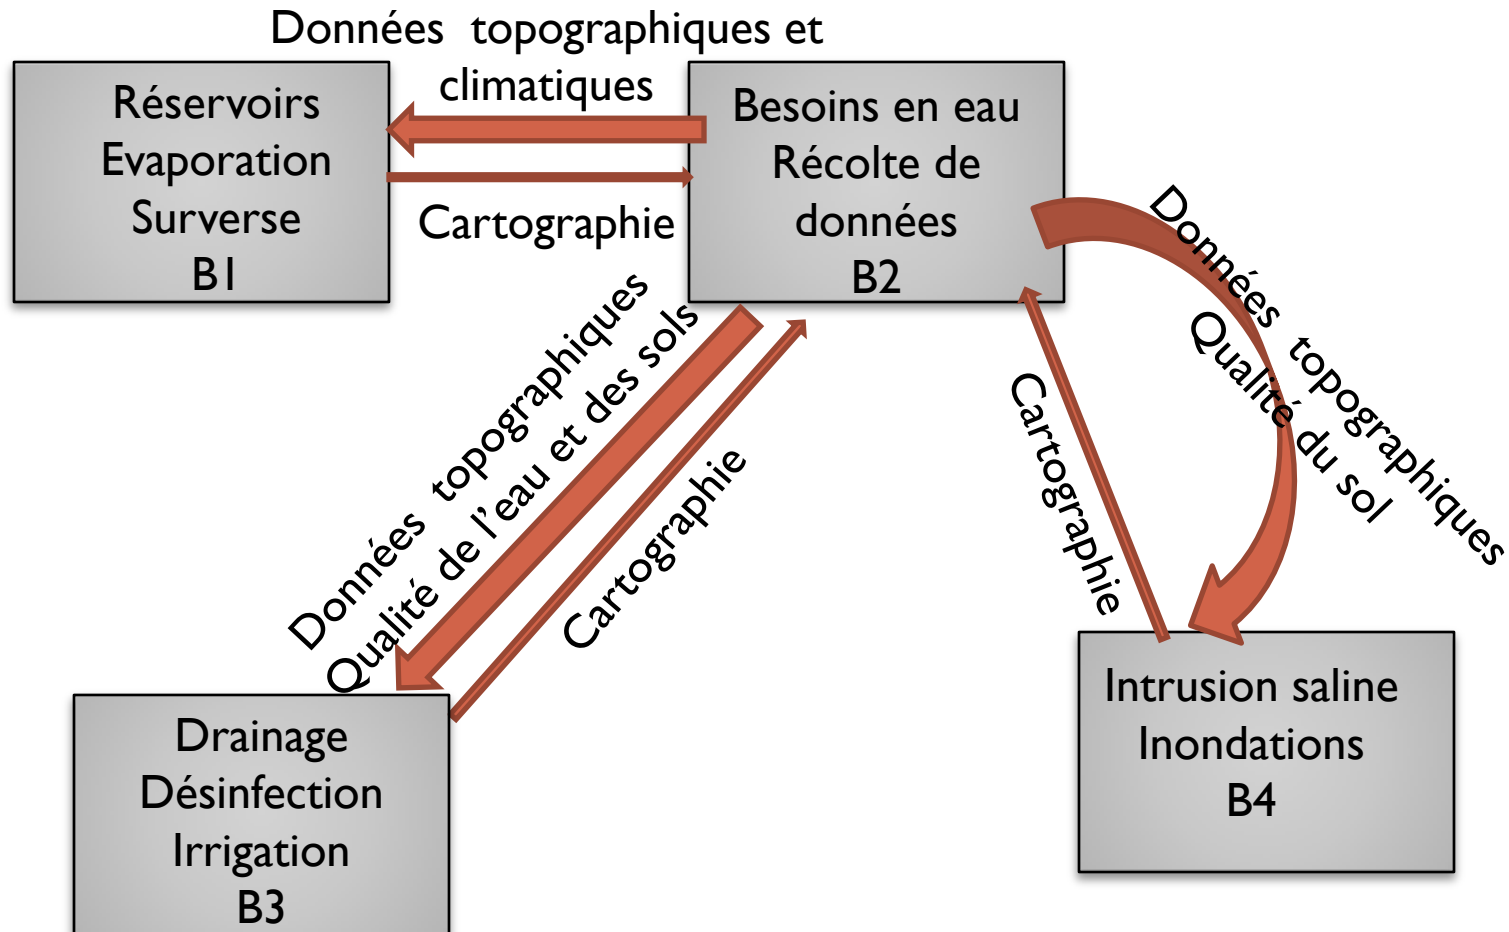 Données topographiques et
climatiques
Réservoirs
Evaporation
Surverse
B1
Besoins en eau
Récolte de
données
B2
Cartographie
Données topographiques
Qualité de l'eau et des sols
Cartographie
Données topographiques
Qualité du sol
Cartographie
Drainage
Désinfection
Irrigation
B3
Intrusion saline
Inondations
B4